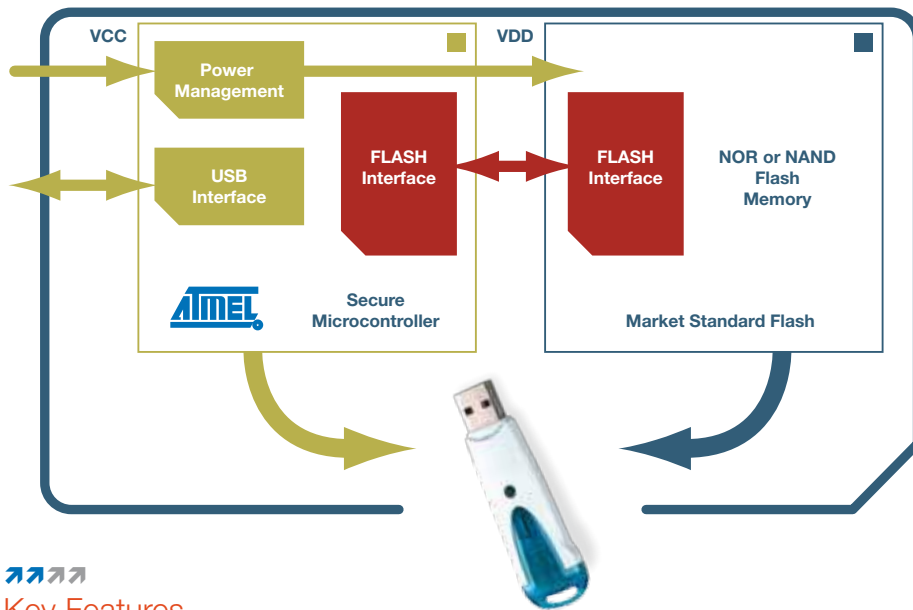 VCC
VDD
Power
Management
USB
Interface
FLASH
Interface
FLASH
Interface
NOR or NAND
Flash
Memory
ATMEL
Secure
Microcontroller
Market Standard Flash
Key Features